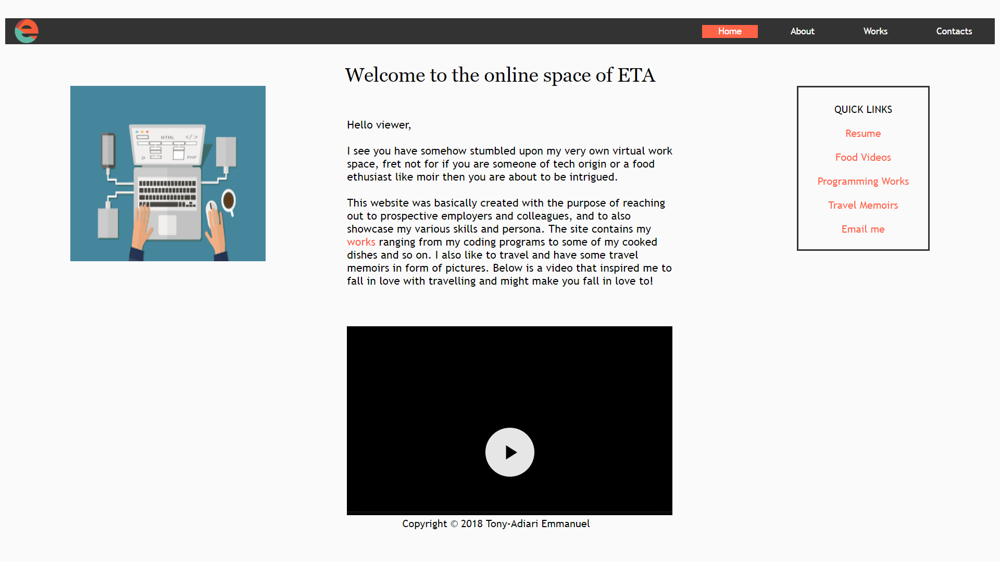 Home
About
Works
Contacts
Welcome to the online space of ETA
HTML
</>
.js
PHP
Hello viewer,
I see you have somehow stumbled upon my very own virtual work
space, fret not for if you are someone of tech origin or a food
ethusiast like moir then you are about to be intrigued.
This website was basically created with the purpose of reaching
out to prospective employers and colleagues, and to also
showcase my various skills and persona. The site contains my
works ranging from my coding programs to some of my cooked
dishes and so on. I also like to travel and have some travel
memoirs in form of pictures. Below is a video that inspired me to
fall in love with travelling and might make you fall in love to!
QUICK LINKS
Resume
Food Videos
Programming Works
Travel Memoirs
Email me
Copyright © 2018 Tony-Adiari Emmanuel